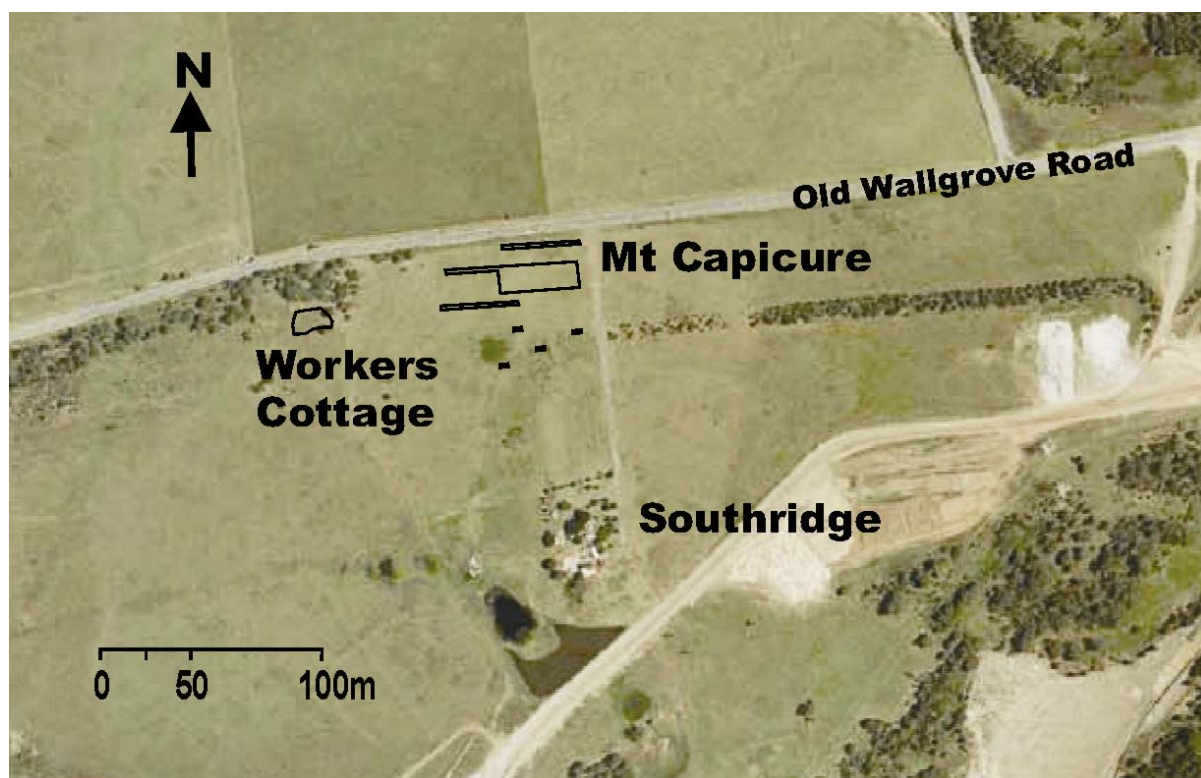 N
Old Wallgrove Road
Mt Capicure
Workers
Cottage
Southridge
0 50 100m